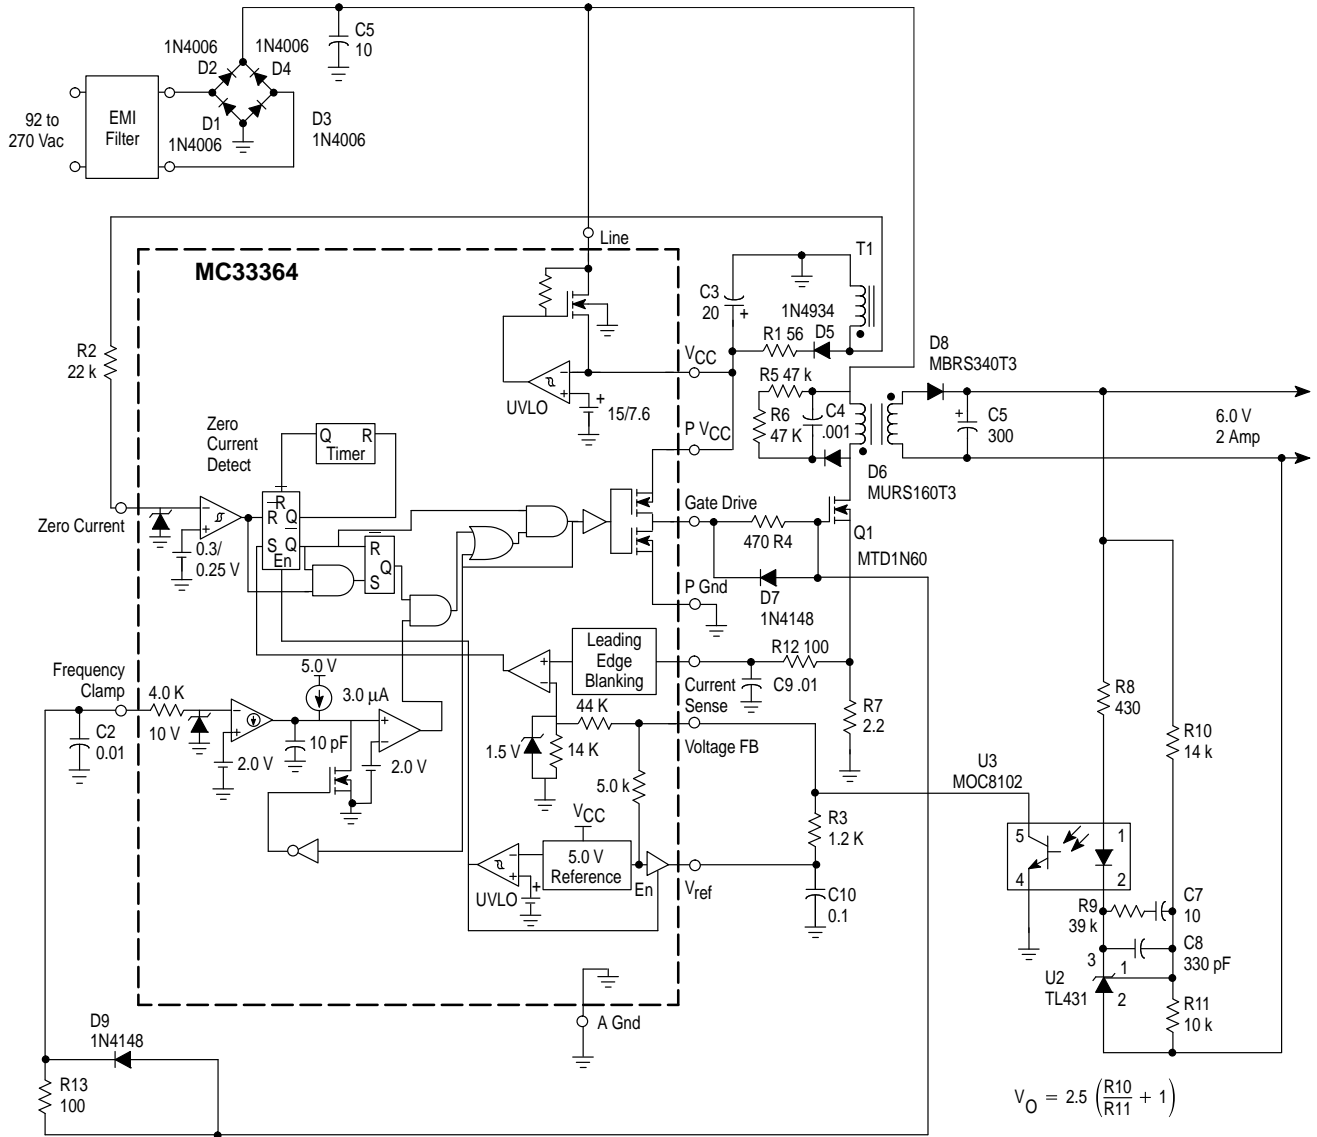 C5
10
1N4006
1N4006
D2
D4
92 to
270 Vac
EMI
Filter
D1
1N4006
D3
1N4006
Line
MC33364
T1
C3
20
+
1N4934
R1 56
D5
R2
22 k
VCC
D8
MBRS340T3
UVLO
−
+
+
15/7.6
R5 47 k
R6
47 K
C4
.001
+
C5
300
6.0 V
2 Amp
Zero
Current
Detect
Q
R
Timer
P VCC
D6
MURS160T3
Zero Current
−
+
0.3/
0.25 V
R
R
Q
S
Q
En
R
Q
S
Gate Drive
470 R4
Q1
MTD1N60
P Gnd
D7
1N4148
Leading
Edge
Blanking
+
−
R12 100
Current
Sense
C9 .01
R7
2.2
Frequency
Clamp
4.0 K
10 V
C2
0.01
−
+
2.0 V
5.0 V
3.0 µA
10 pF
+
−
2.0 V
44 K
1.5 V
14 K
Voltage FB
5.0 k
R8
430
R10
14 k
U3
MOC8102
R3
1.2 K
VCC
5.0 V
Reference
−
+
+
UVLO
En
Vref
C10
0.1
5
4
1
2
R9
39 k
C7
10
C8
330 pF
3
1
2
U2
TL431
R11
10 k
A Gnd
D9
1N4148
R13
100
VO = 2.5 (R10/R11 + 1)